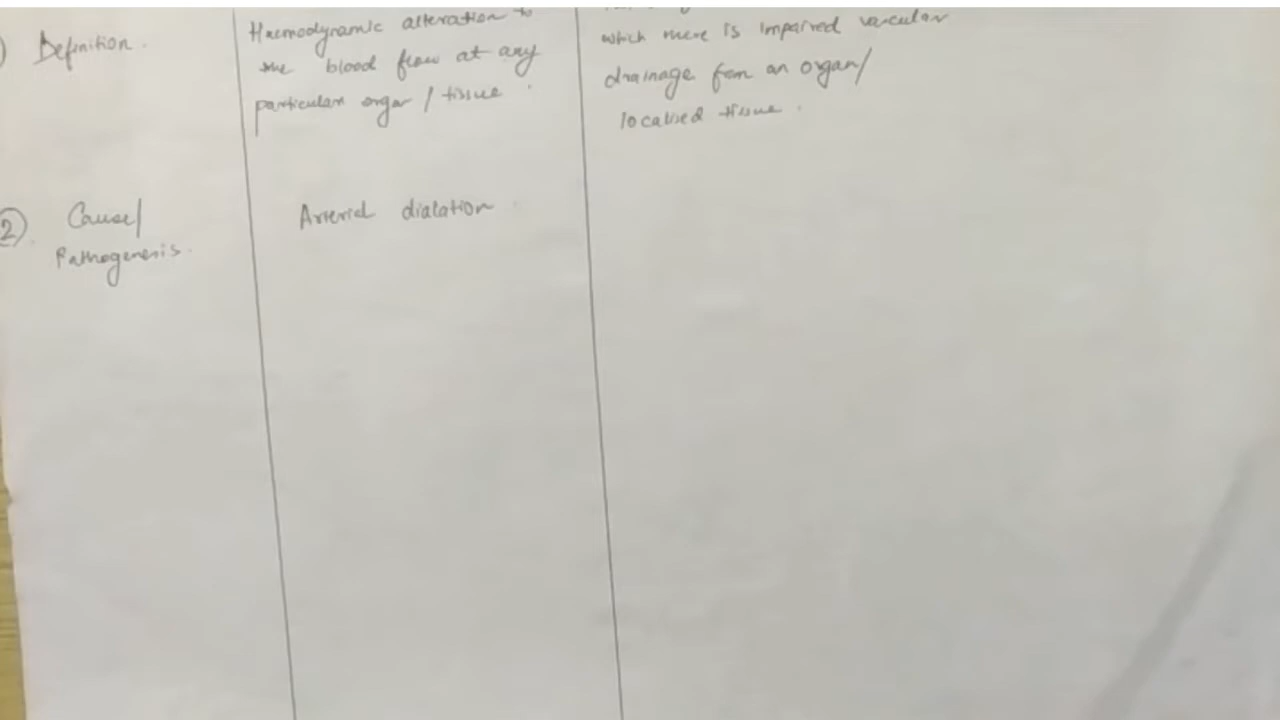 ) Definition.
Haemodynamic alteration to
the blood flow at any
particular organ / tissue
which there is impaired vascular
drainage from an organ/
localised tissue.
2) Cause/
Pathogenesis.
Arterial dialation